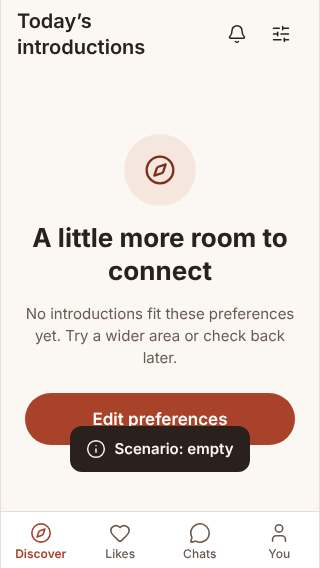 Today’s
introductions
A little more room to
connect
No introductions fit these preferences
yet. Try a wider area or check back
later.
Edit preferences
Scenario: empty
Discover
Likes
Chats
You